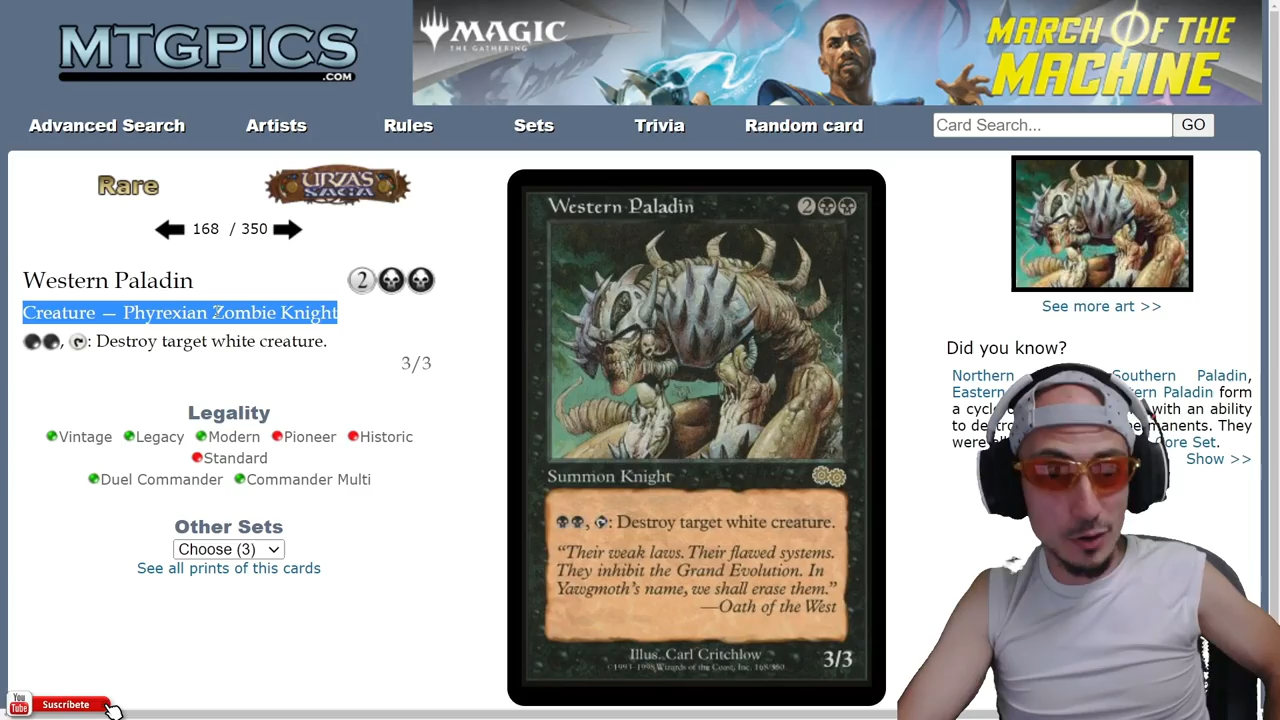 MTGPICS
.COM
MAGIC
THE GATHERING
MARCH OF THE
MACHINE
Advanced Search
Artists
Rules
Sets
Trivia
Random card
Card Search...
GO
Rare
URZA'S
SAGA
168 / 350
Western Paladin
2
Creature — Phyrexian Zombie Knight
, : Destroy target white creature.
3/3
Legality
Vintage Legacy Modern Pioneer Historic
Standard
Duel Commander Commander Multi
Other Sets
Choose (3)
See all prints of this cards
Western Paladin
2
Summon Knight
, : Destroy target white creature.
“Their weak laws. Their flawed systems.
They inhibit the Grand Evolution. In
Yawgmoth's name, we shall erase them.”
—Oath of the West
Illus. Carl Critchlow
3/3
See more art >>
Did you know?
Northern Southern Paladin,
Eastern Paladin form
a with an ability
to
They
were Core Set.
Show >>
You
Tube
Suscribete